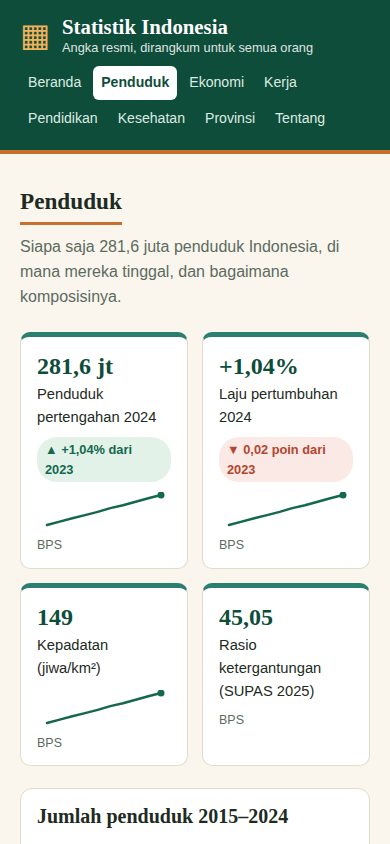 Statistik Indonesia
Angka resmi, dirangkum untuk semua orang
Beranda Penduduk Ekonomi Kerja
Pendidikan Kesehatan Provinsi Tentang
Penduduk
Siapa saja 281,6 juta penduduk Indonesia, di
mana mereka tinggal, dan bagaimana
komposisinya.
281,6 jt
Penduduk
pertengahan 2024
▲ +1,04% dari
2023
BPS
+1,04%
Laju pertumbuhan
2024
▼ 0,02 poin dari
2023
BPS
149
Kepadatan
(jiwa/km²)
BPS
45,05
Rasio
ketergantungan
(SUPAS 2025)
BPS
Jumlah penduduk 2015–2024